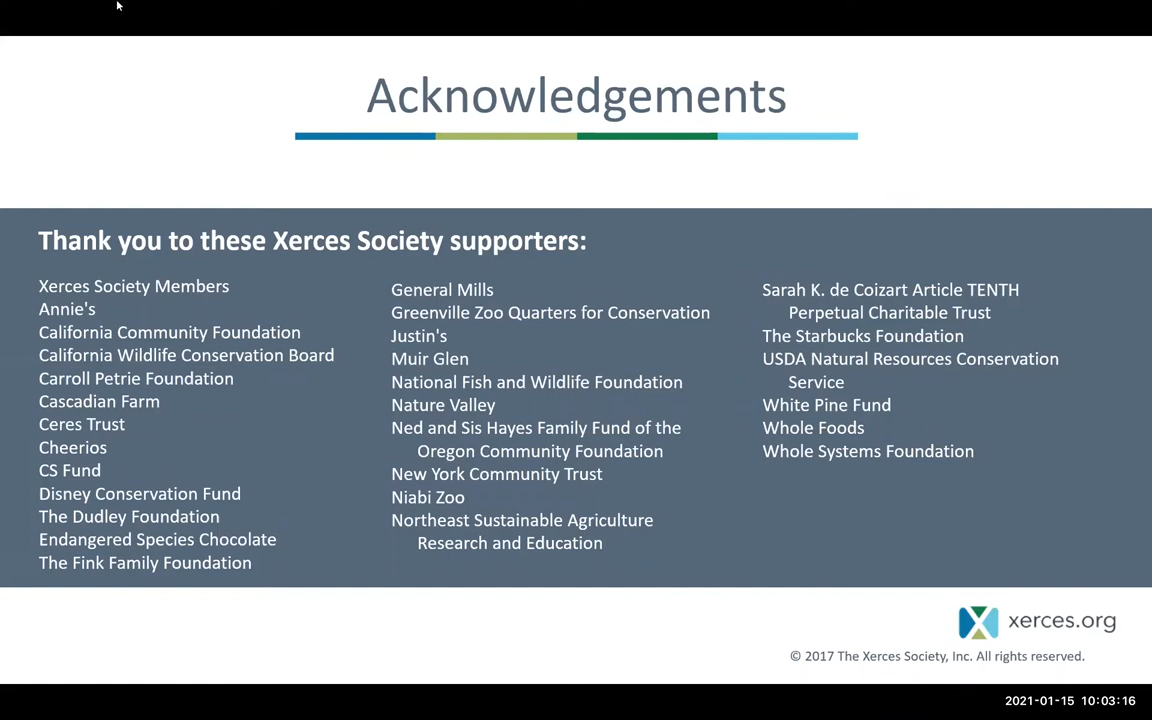 Acknowledgements
Thank you to these Xerces Society supporters:
Xerces Society Members
Annie's
California Community Foundation
California Wildlife Conservation Board
Carroll Petrie Foundation
Cascadian Farm
Ceres Trust
Cheerios
CS Fund
Disney Conservation Fund
The Dudley Foundation
Endangered Species Chocolate
The Fink Family Foundation
General Mills
Greenville Zoo Quarters for Conservation
Justin's
Muir Glen
National Fish and Wildlife Foundation
Nature Valley
Ned and Sis Hayes Family Fund of the
Oregon Community Foundation
New York Community Trust
Niabi Zoo
Northeast Sustainable Agriculture
Research and Education
Sarah K. de Coizart Article TENTH
Perpetual Charitable Trust
The Starbucks Foundation
USDA Natural Resources Conservation
Service
White Pine Fund
Whole Foods
Whole Systems Foundation
xerces.org
© 2017 The Xerces Society, Inc. All rights reserved.
2021-01-15 10:03:16